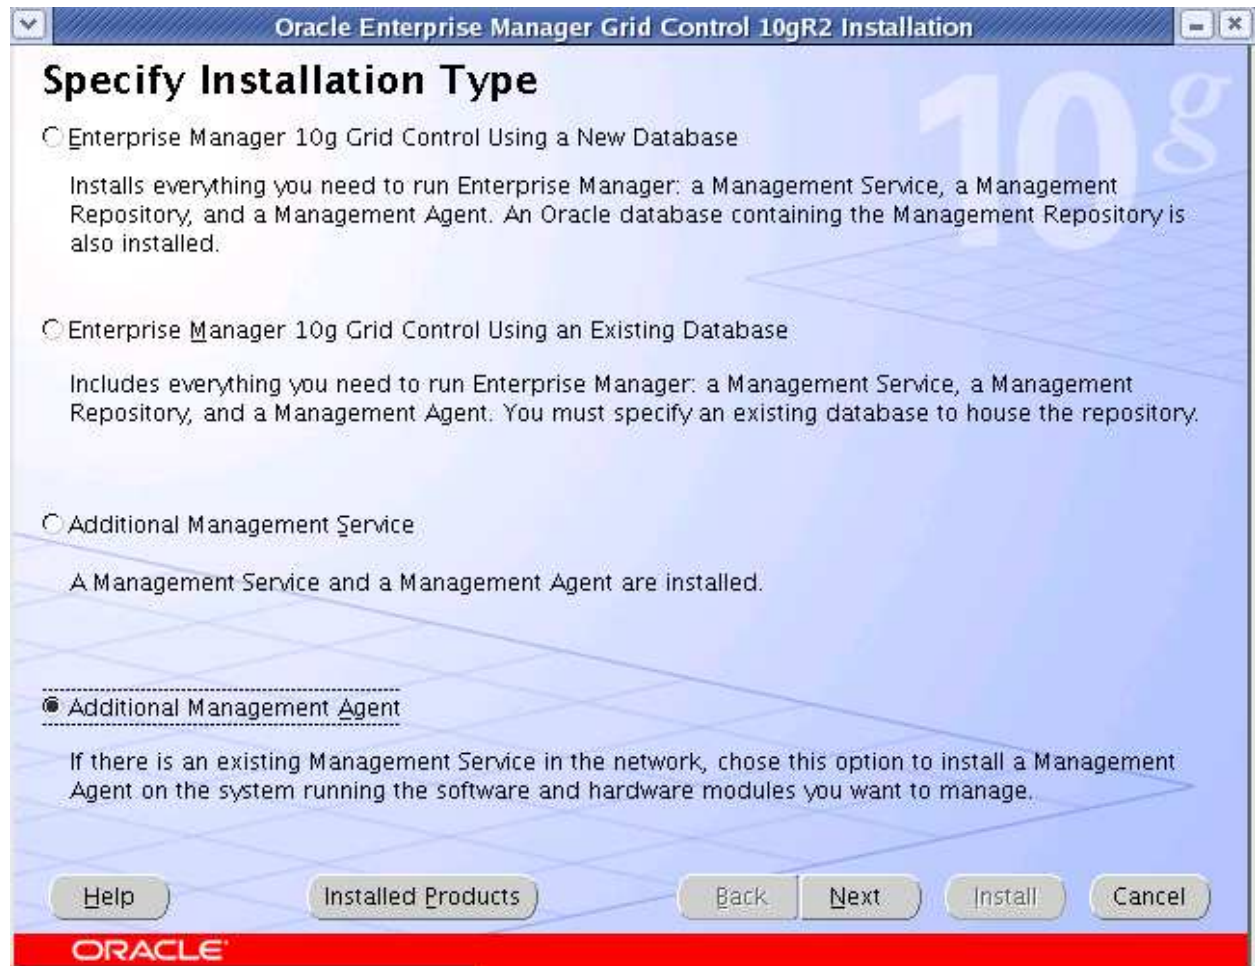 Oracle Enterprise Manager Grid Control 10gR2 Installation
10g
Specify Installation Type
Enterprise Manager 10g Grid Control Using a New Database
Installs everything you need to run Enterprise Manager: a Management Service, a Management
Repository, and a Management Agent. An Oracle database containing the Management Repository is
also installed.
Enterprise Manager 10g Grid Control Using an Existing Database
Includes everything you need to run Enterprise Manager: a Management Service, a Management
Repository, and a Management Agent. You must specify an existing database to house the repository.
Additional Management Service
A Management Service and a Management Agent are installed.
Additional Management Agent
If there is an existing Management Service in the network, chose this option to install a Management
Agent on the system running the software and hardware modules you want to manage.
Help Installed Products Back Next Install Cancel
ORACLE